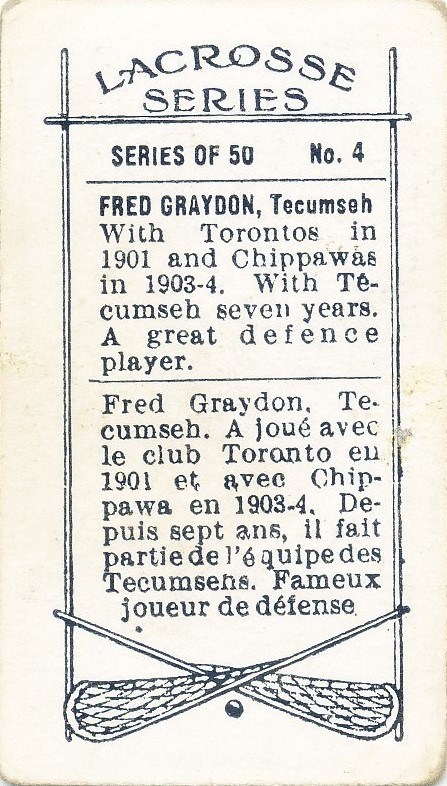 LACROSSE
SERIES
SERIES OF 50 No. 4
FRED GRAYDON, Tecumseh
With Torontos in
1901 and Chippawas
in 1903-4. With Te-
cumseh seven years.
A great defence
player.
Fred Graydon. Te-
cumseh. A joué avec
le club Toronto en
1901 et avec Chip-
pawa en 1903-4. De-
puis sept ans, il fait
partie de l'équipe des
Tecumsehs. Fameux
joueur de défense